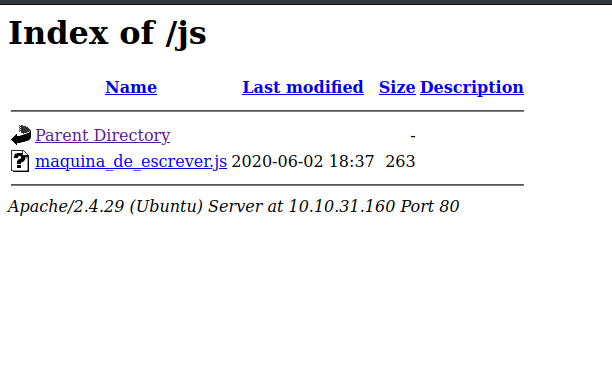 Index of /js
Name Last modified Size Description
Parent Directory -
maquina_de_escrever.js 2020-06-02 18:37 263
Apache/2.4.29 (Ubuntu) Server at 10.10.31.160 Port 80